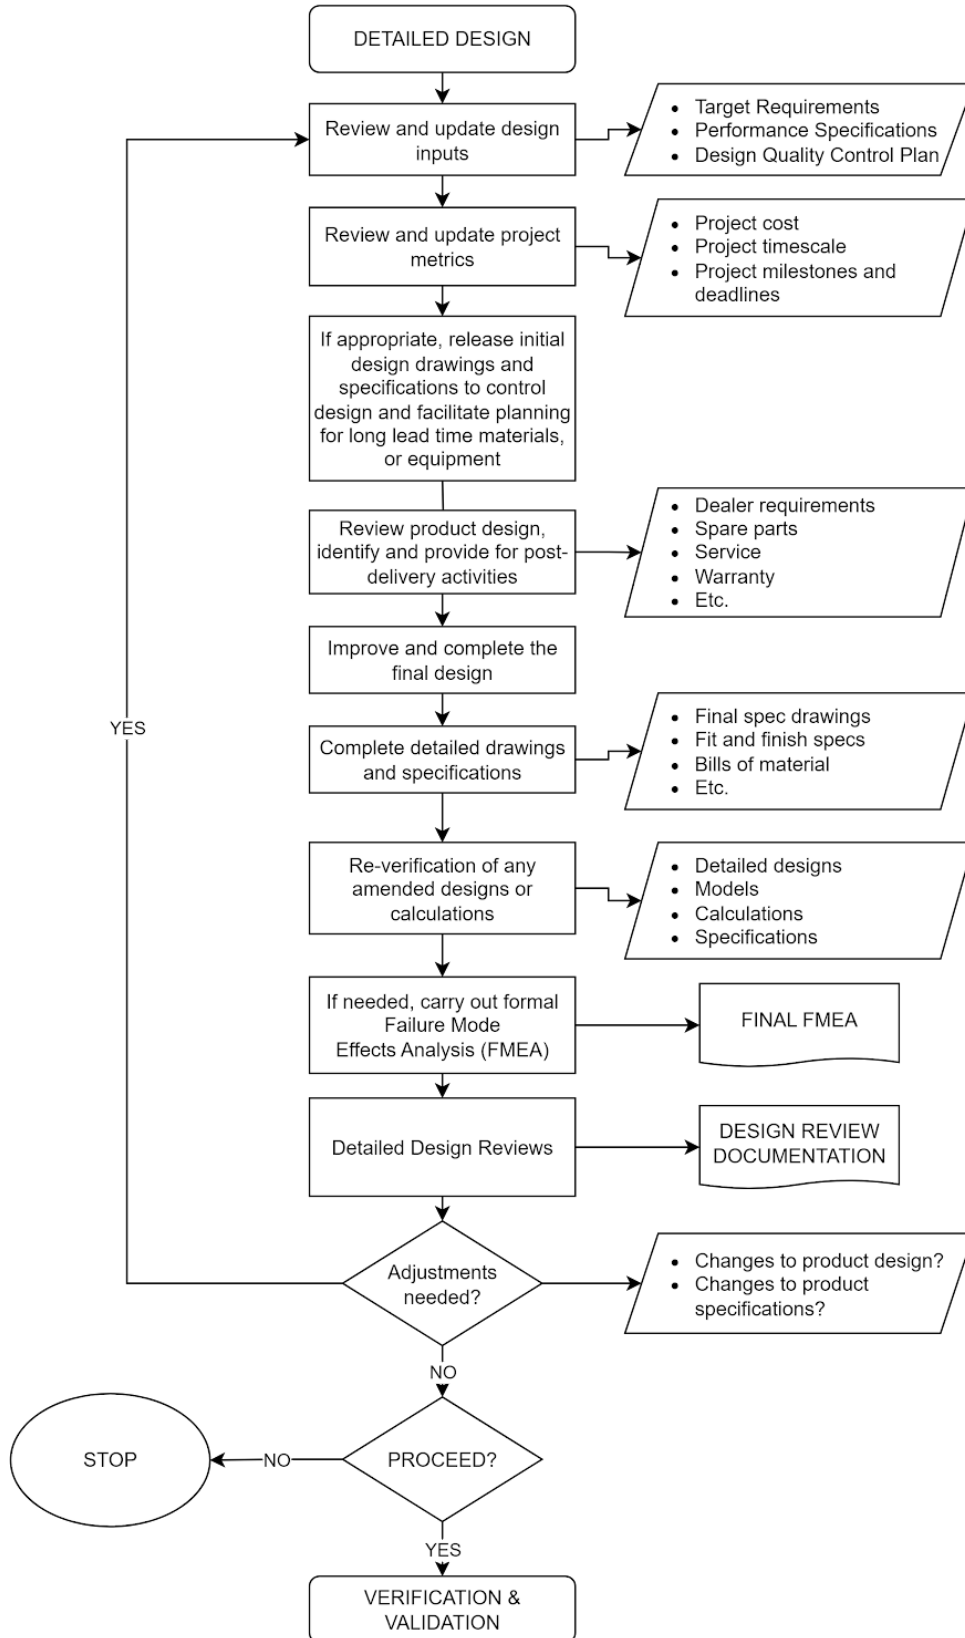 DETAILED DESIGN
Review and update design
inputs
• Target Requirements
• Performance Specifications
• Design Quality Control Plan
Review and update project
metrics
• Project cost
• Project timescale
• Project milestones and
deadlines
If appropriate, release initial
design drawings and
specifications to control
design and facilitate planning
for long lead time materials,
or equipment
Review product design,
identify and provide for post-
delivery activities
• Dealer requirements
• Spare parts
• Service
• Warranty
• Etc.
Improve and complete the
final design
YES
Complete detailed drawings
and specifications
• Final spec drawings
• Fit and finish specs
• Bills of material
• Etc.
Re-verification of any
amended designs or
calculations
• Detailed designs
• Models
• Calculations
• Specifications
If needed, carry out formal
Failure Mode
Effects Analysis (FMEA)
FINAL FMEA
Detailed Design Reviews
DESIGN REVIEW
DOCUMENTATION
Adjustments
needed?
• Changes to product design?
• Changes to product
specifications?
NO
STOP
NO
PROCEED?
YES
VERIFICATION &
VALIDATION